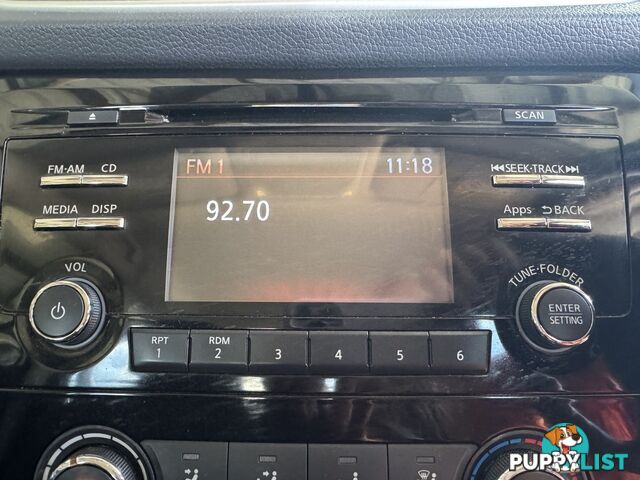 SCAN
FM·AM CD
SEEK·TRACK
FM 1 11:18
92.70
MEDIA DISP
Apps BACK
VOL
TUNE·FOLDER
ENTER
SETTING
RPT
1
RDM
2
3
4
5
6
PUPPYLIST